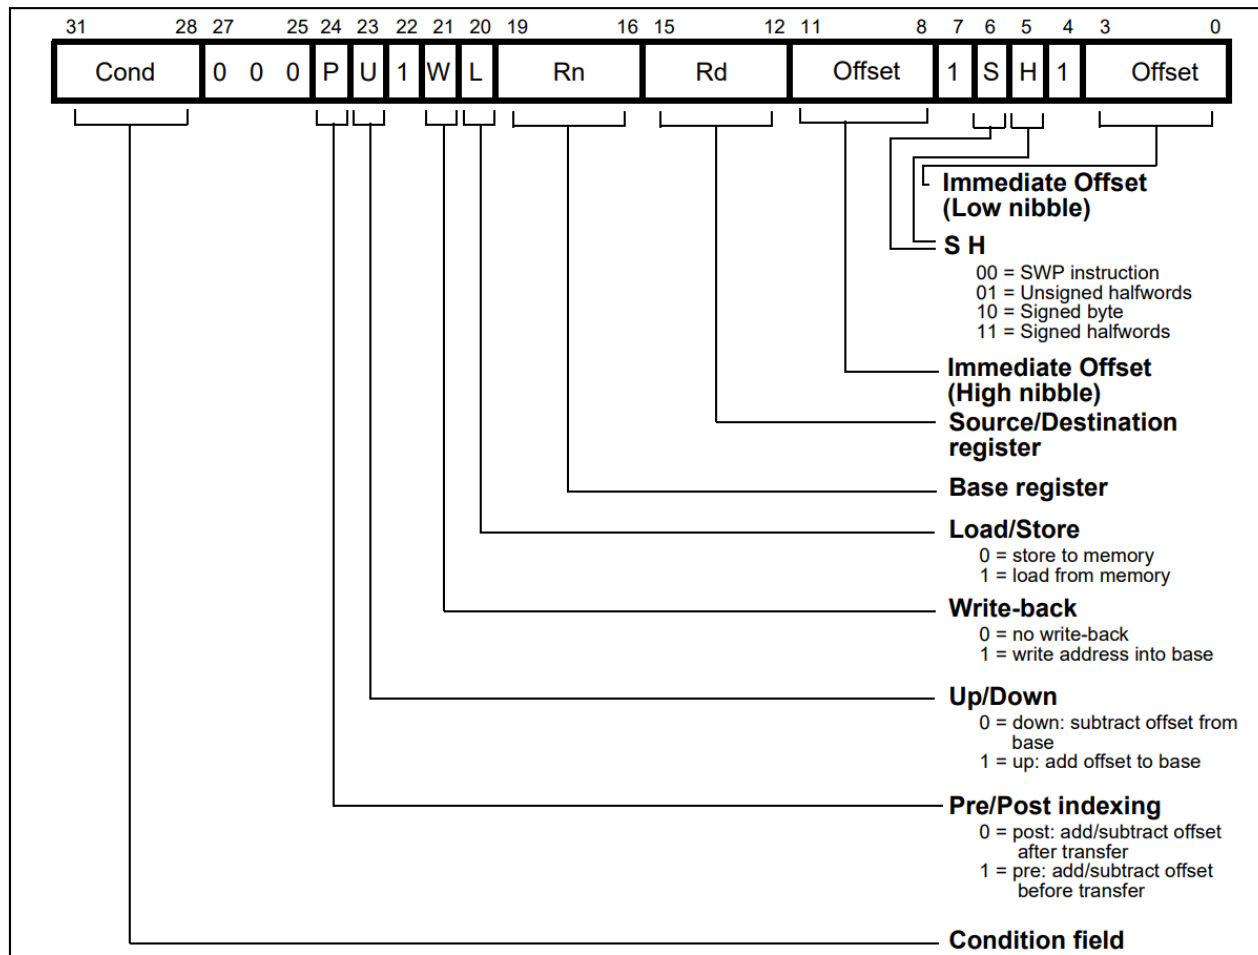 31 28 27 25 24 23 22 21 20 19 16 15 12 11 8 7 6 5 4 3 0
Cond 0 0 0 P U 1 W L Rn Rd Offset 1 S H 1 Offset
Immediate Offset
(Low nibble)
S H
00 = SWP instruction
01 = Unsigned halfwords
10 = Signed byte
11 = Signed halfwords
Immediate Offset
(High nibble)
Source/Destination
register
Base register
Load/Store
0 = store to memory
1 = load from memory
Write-back
0 = no write-back
1 = write address into base
Up/Down
0 = down: subtract offset from
base
1 = up: add offset to base
Pre/Post indexing
0 = post: add/subtract offset
after transfer
1 = pre: add/subtract offset
before transfer
Condition field